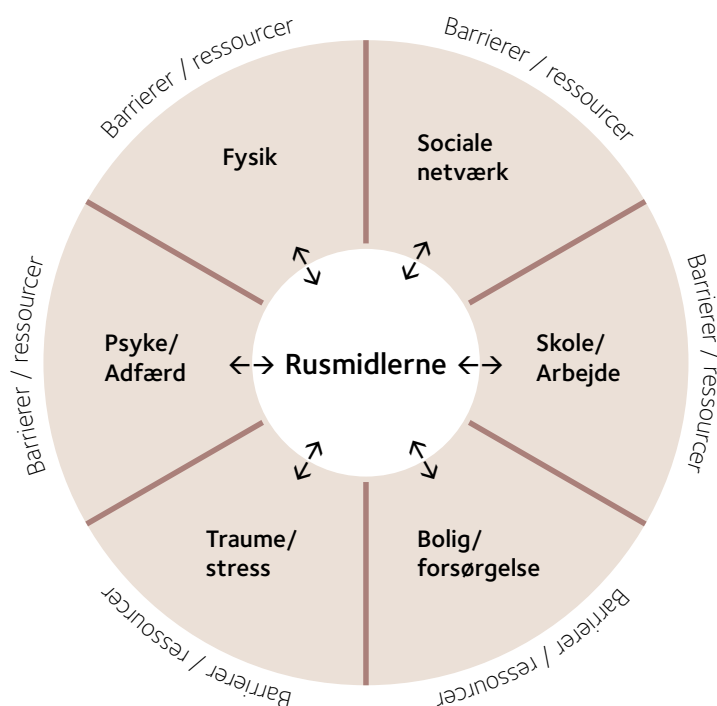 Barrierer / ressourcer
Barrierer / ressourcer
Fysik
Sociale
netværk
Barrierer / ressourcer
Barrierer / ressourcer
Psyke/
Adfærd
Rusmidlerne
Skole/
Arbejde
Traume/
stress
Bolig/
forsørgelse
Barrierer / ressourcer
Barrierer / ressourcer